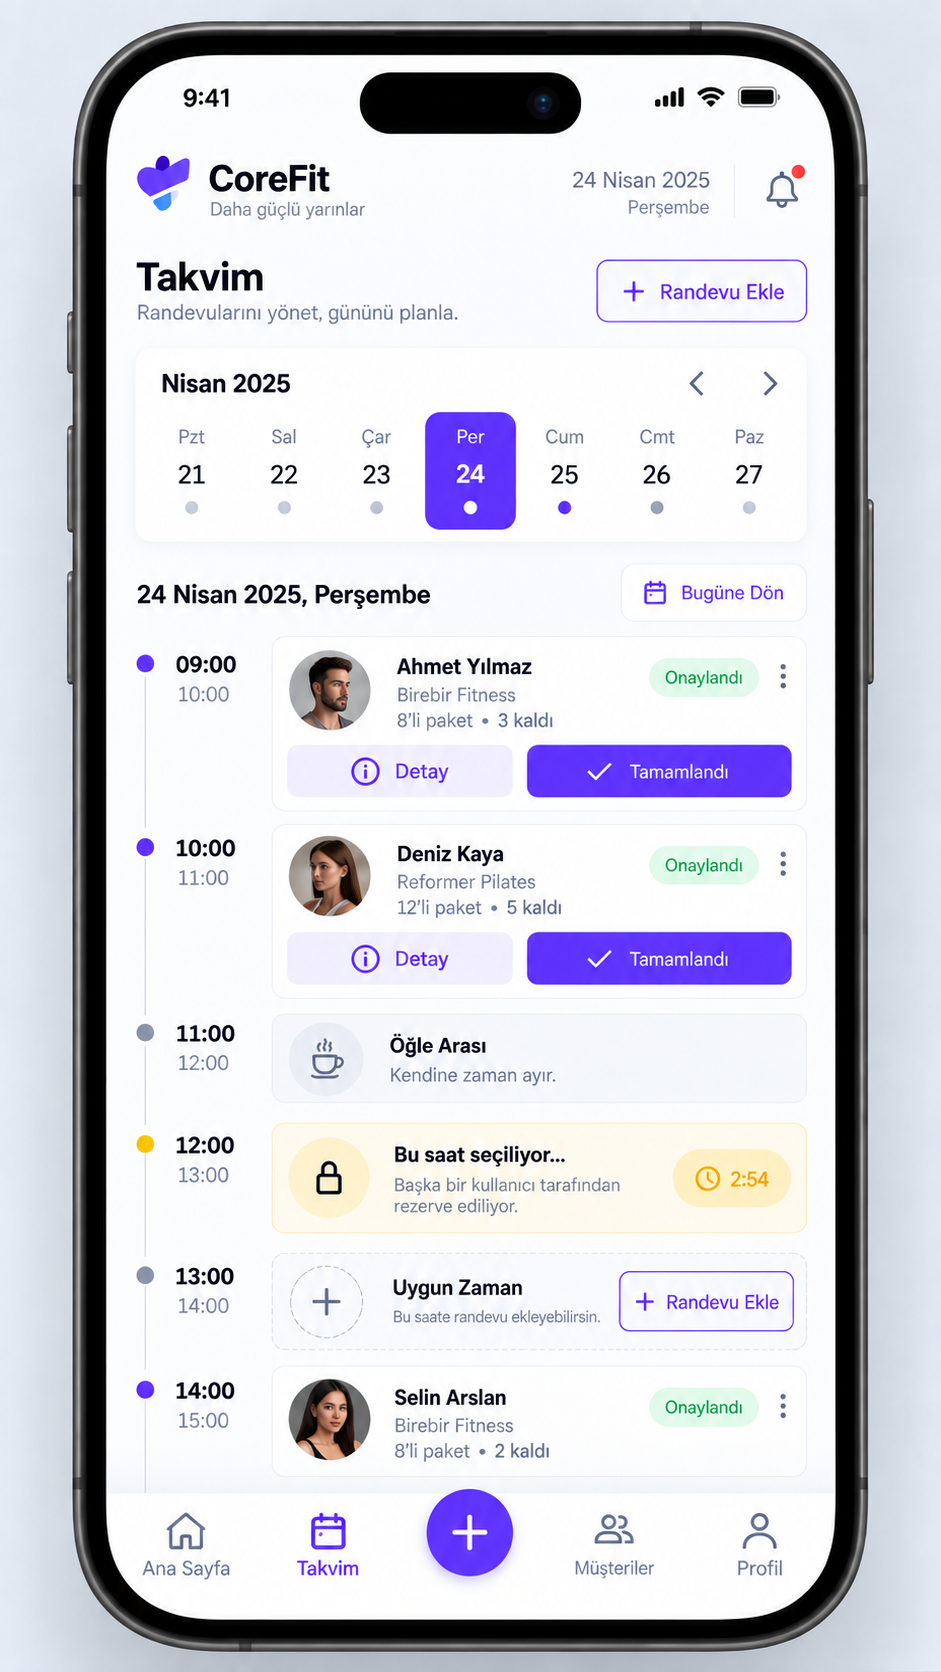 9:41
CoreFit
Daha güçlü yarınlar
24 Nisan 2025
Perşembe
Takvim
Randevularını yönet, gününü planla.
+ Randevu Ekle
Nisan 2025
Pzt Sal Çar Per Cum Cmt Paz
21 22 23 24 25 26 27
24 Nisan 2025, Perşembe
Bugüne Dön
09:00
10:00
Ahmet Yılmaz
Birebir Fitness
8'li paket • 3 kaldı
Onaylandı
Detay
Tamamlandı
10:00
11:00
Deniz Kaya
Reformer Pilates
12'li paket • 5 kaldı
Onaylandı
Detay
Tamamlandı
11:00
12:00
Öğle Arası
Kendine zaman ayır.
12:00
13:00
Bu saat seçiliyor...
Başka bir kullanıcı tarafından
rezerve ediliyor.
2:54
13:00
14:00
Uygun Zaman
Bu saate randevu ekleyebilirsin.
+ Randevu Ekle
14:00
15:00
Selin Arslan
Birebir Fitness
8'li paket • 2 kaldı
Onaylandı
Ana Sayfa
Takvim
Müşteriler
Profil